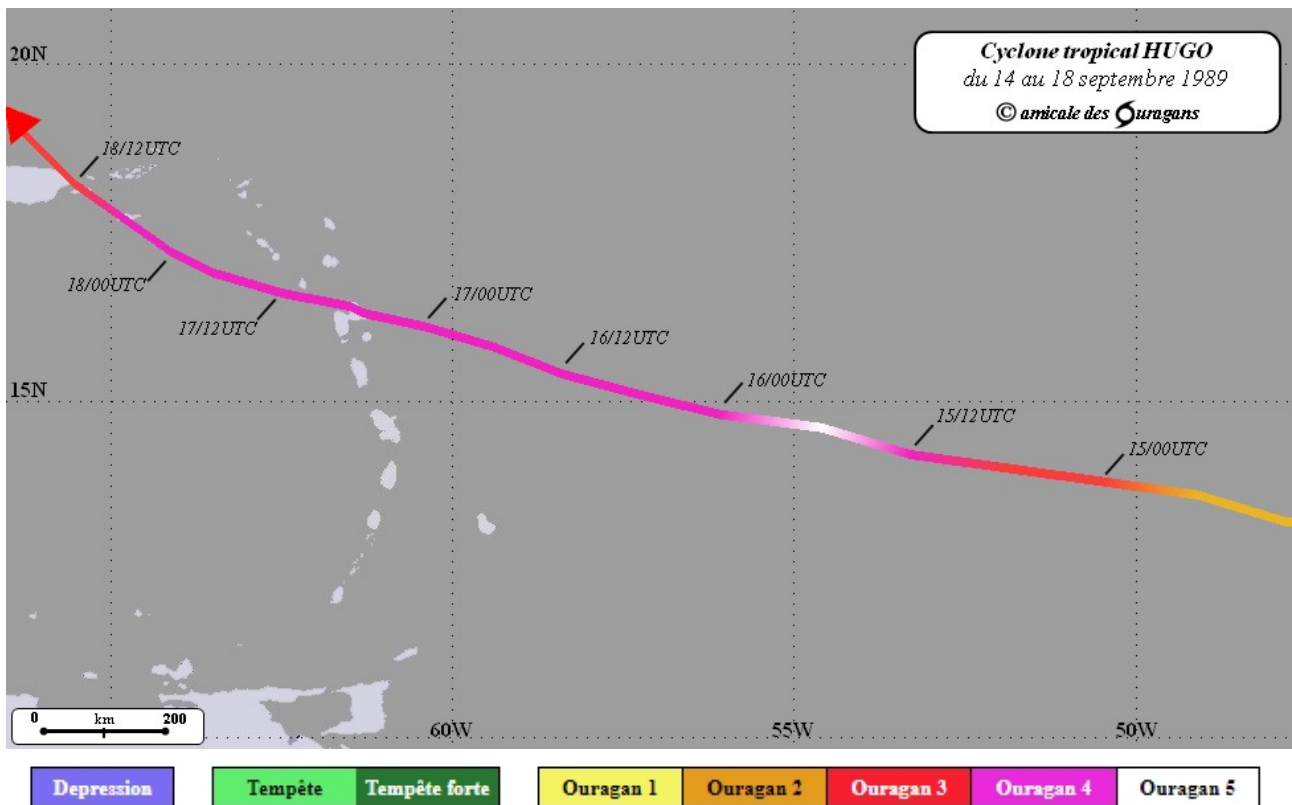 20N
Cyclone tropical HUGO
du 14 au 18 septembre 1989
© amicale des Ouragans
18/12UTC
18/00UTC
17/12UTC
17/00UTC
16/12UTC
15N
16/00UTC
15/12UTC
15/00UTC
0 km 200
60W 55W 50W
Depression Tempête Tempête forte Ouragan 1 Ouragan 2 Ouragan 3 Ouragan 4 Ouragan 5